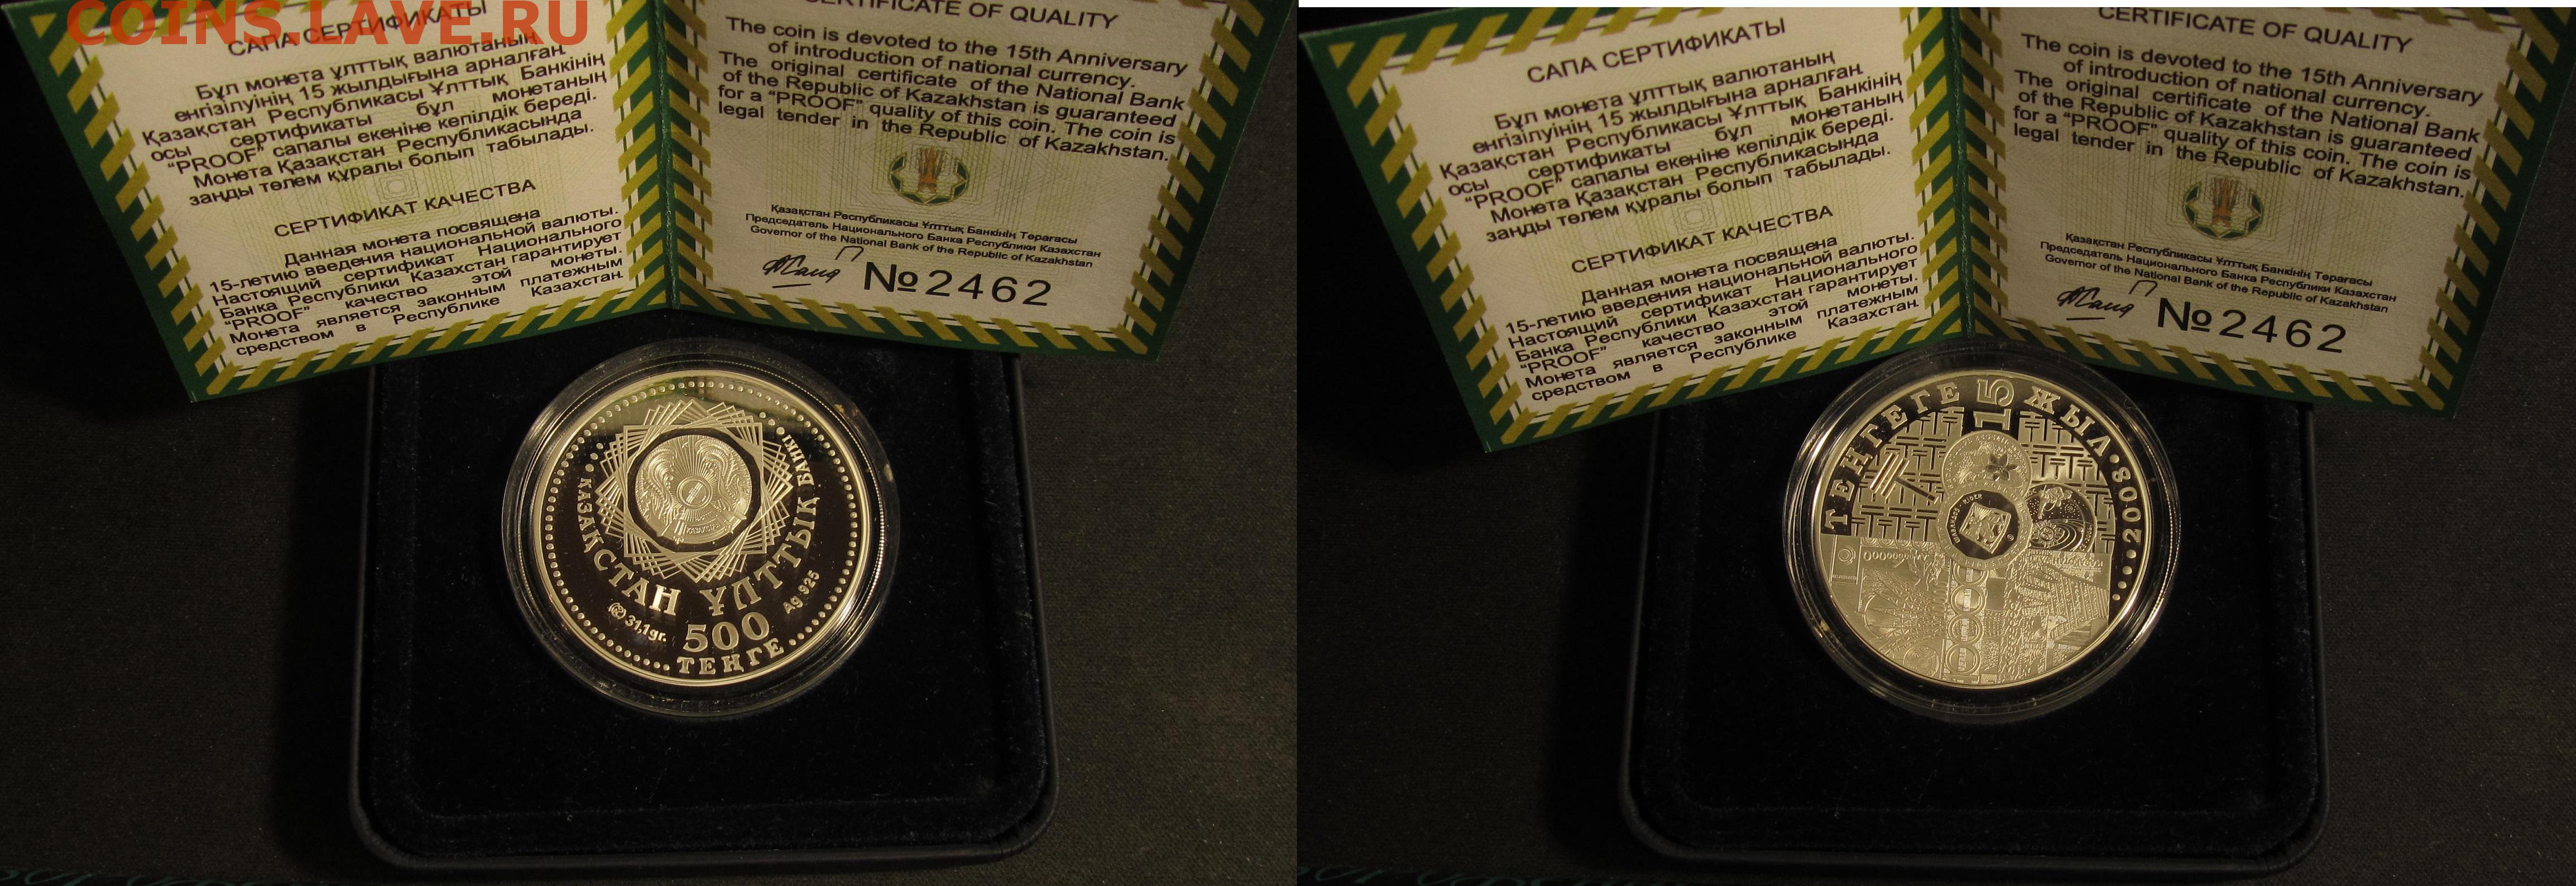 COINS.LAVE.RU
САПА СЕРТИФИКАТЫ
Бұл монета ұлттық валютаның
енгізілуінің 15 жылдығына арналған.
Қазақстан Республикасы Ұлттық Банкінің
осы сертификаты бұл монетаның
"PROOF" сапалы екеніне кепілдік береді.
Монета Қазақстан Республикасында
заңды төлем құралы болып табылады.
СЕРТИФИКАТ КАЧЕСТВА
Данная монета посвящена
15-летию введения национальной валюты.
Настоящий сертификат Национального
Банка Республики Казахстан гарантирует
"PROOF" качество этой монеты.
Монета является законным платежным
средством в Республике Казахстан.
CERTIFICATE OF QUALITY
The coin is devoted to the 15th Anniversary
of introduction of national currency.
The original certificate of the National Bank
of the Republic of Kazakhstan is guaranteed
for a "PROOF" quality of this coin. The coin is
legal tender in the Republic of Kazakhstan.
Қазақстан Республикасы Ұлттық Банкінің Төрағасы
Председатель Национального Банка Республики Казахстан
Governor of the National Bank of the Republic of Kazakhstan
№2462
ҚАЗАҚСТАН ҰЛТТЫҚ БАНКІ
31,1gr.
Ag 925
500
ТЕҢГЕ
САПА СЕРТИФИКАТЫ
Бұл монета ұлттық валютаның
енгізілуінің 15 жылдығына арналған.
Қазақстан Республикасы Ұлттық Банкінің
осы сертификаты бұл монетаның
"PROOF" сапалы екеніне кепілдік береді.
Монета Қазақстан Республикасында
заңды төлем құралы болып табылады.
СЕРТИФИКАТ КАЧЕСТВА
Данная монета посвящена
15-летию введения национальной валюты.
Настоящий сертификат Национального
Банка Республики Казахстан гарантирует
"PROOF" качество этой монеты.
Монета является законным платежным
средством в Республике Казахстан.
CERTIFICATE OF QUALITY
The coin is devoted to the 15th Anniversary
of introduction of national currency.
The original certificate of the National Bank
of the Republic of Kazakhstan is guaranteed
for a "PROOF" quality of this coin. The coin is
legal tender in the Republic of Kazakhstan.
Қазақстан Республикасы Ұлттық Банкінің Төрағасы
Председатель Национального Банка Республики Казахстан
Governor of the National Bank of the Republic of Kazakhstan
№2462
ТЕҢГЕГЕ 15 ЖЫЛ • 2008